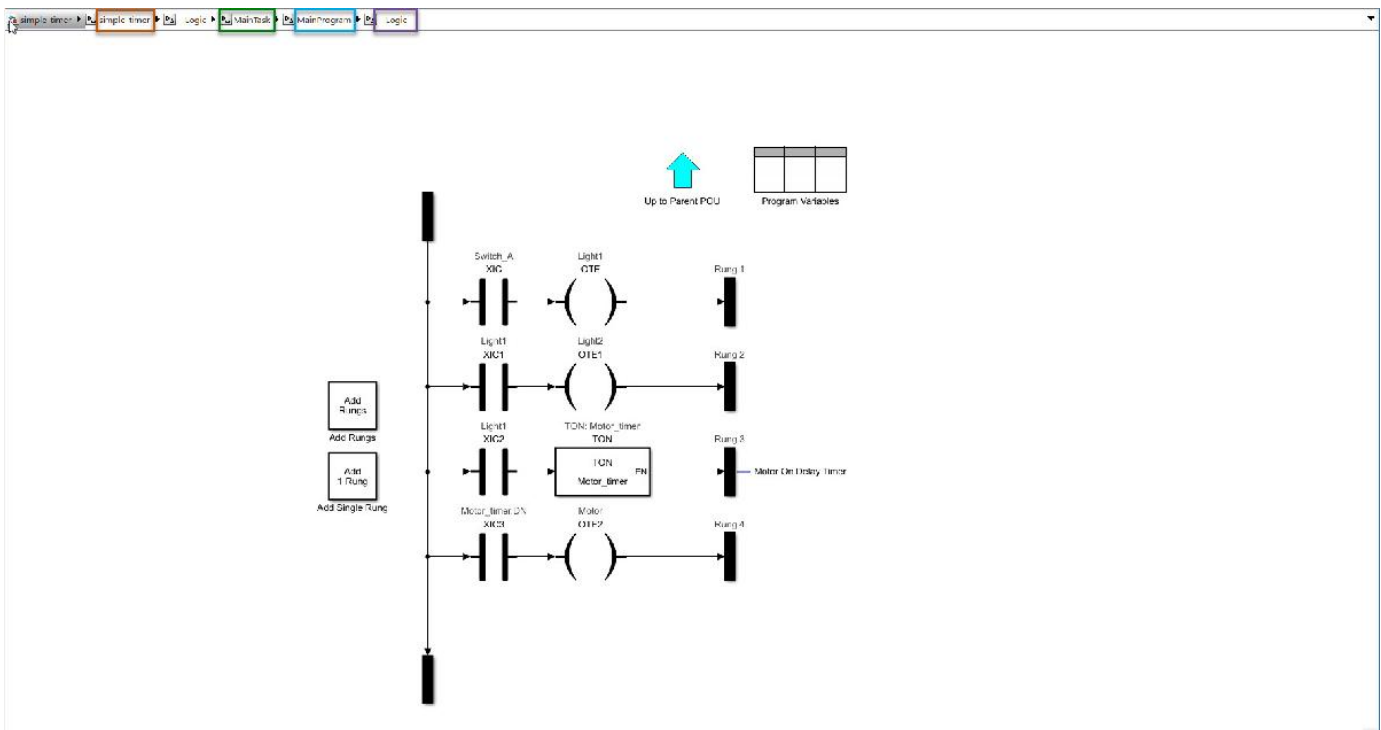 simple timer simple timer Logic MainTask MainProgram Logic
Up to Parent POU
Program Variables
Switch_A
XIC
Light1
OTE
Rung 1
Light1
XIC1
Light2
OTE1
Rung 2
Add
Rungs
Add Rungs
Light1
XIC2
TON: Motor_timer
TON
TON
EN
Motor_timer
Rung 3
Motor On Delay Timer
Add
1 Rung
Add Single Rung
Motor_timer.DN
XIC3
Motor
OTE2
Rung 4